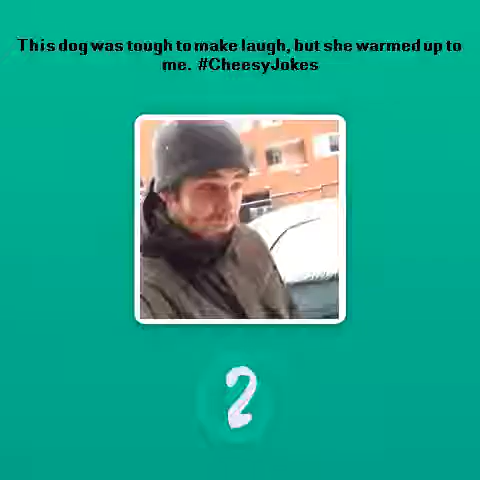 This dog was tough to make laugh, but she warmed up to
me. #CheesyJokes
2